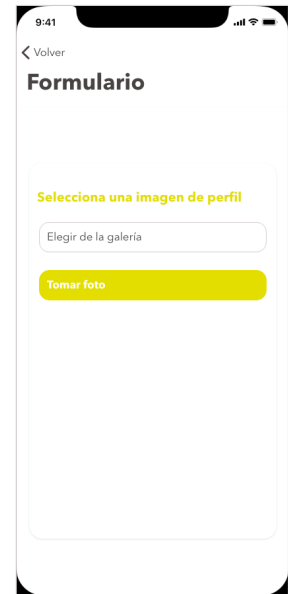 9:41
Volver
Formulario
Selecciona una imagen de perfil
Elegir de la galería
Tomar foto